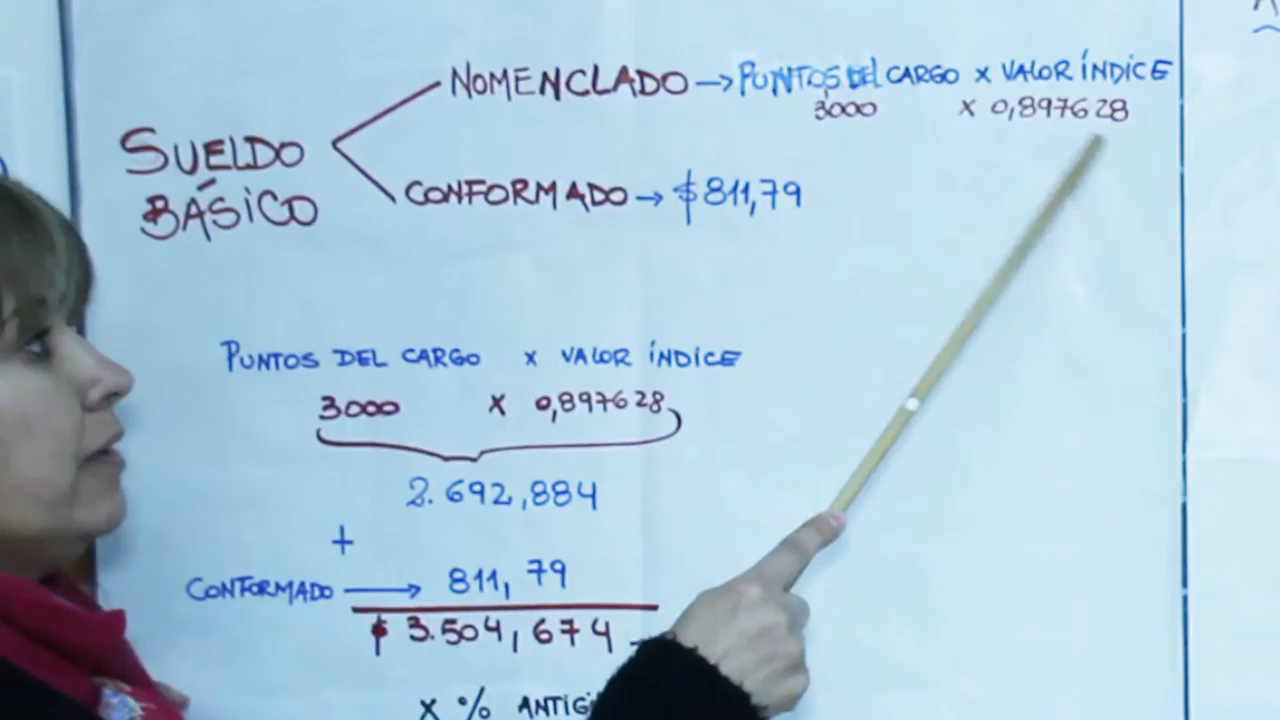 NOMENCLADO → PUNTOS DEL CARGO x VALOR ÍNDICE
3000 x 0,897628
SUELDO
BÁSICO
CONFORMADO → $811,79
PUNTOS DEL CARGO x VALOR ÍNDICE
3000 x 0,897628
2.692,884
+
CONFORMADO → 811,79
$ 3.504,674
x %